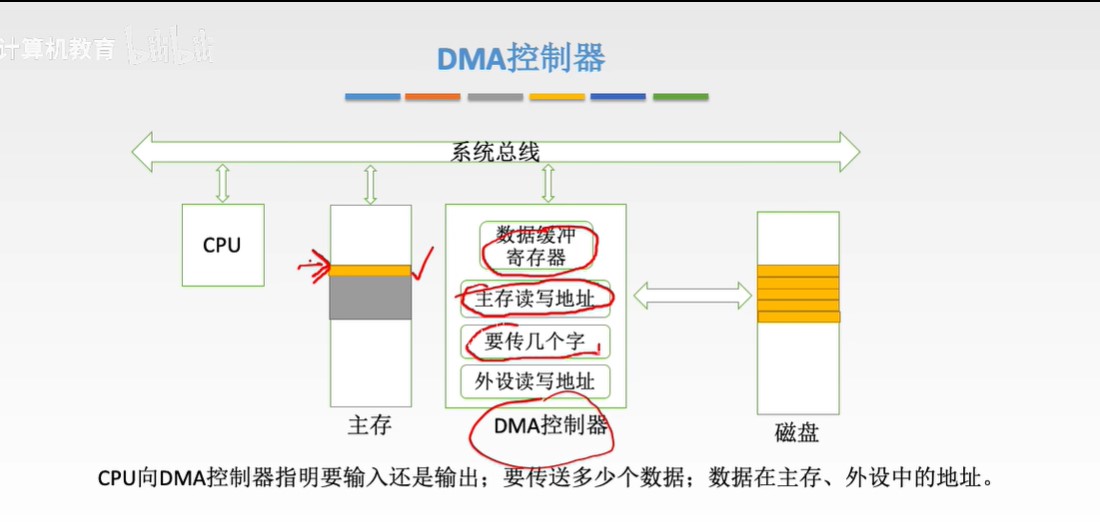 计算机教育 bilibili
DMA控制器
系统总线
CPU
数据缓冲
寄存器
主存读写地址
要传几个字
外设读写地址
主存
DMA控制器
磁盘
CPU向DMA控制器指明要输入还是输出；要传送多少个数据；数据在主存、外设中的地址。